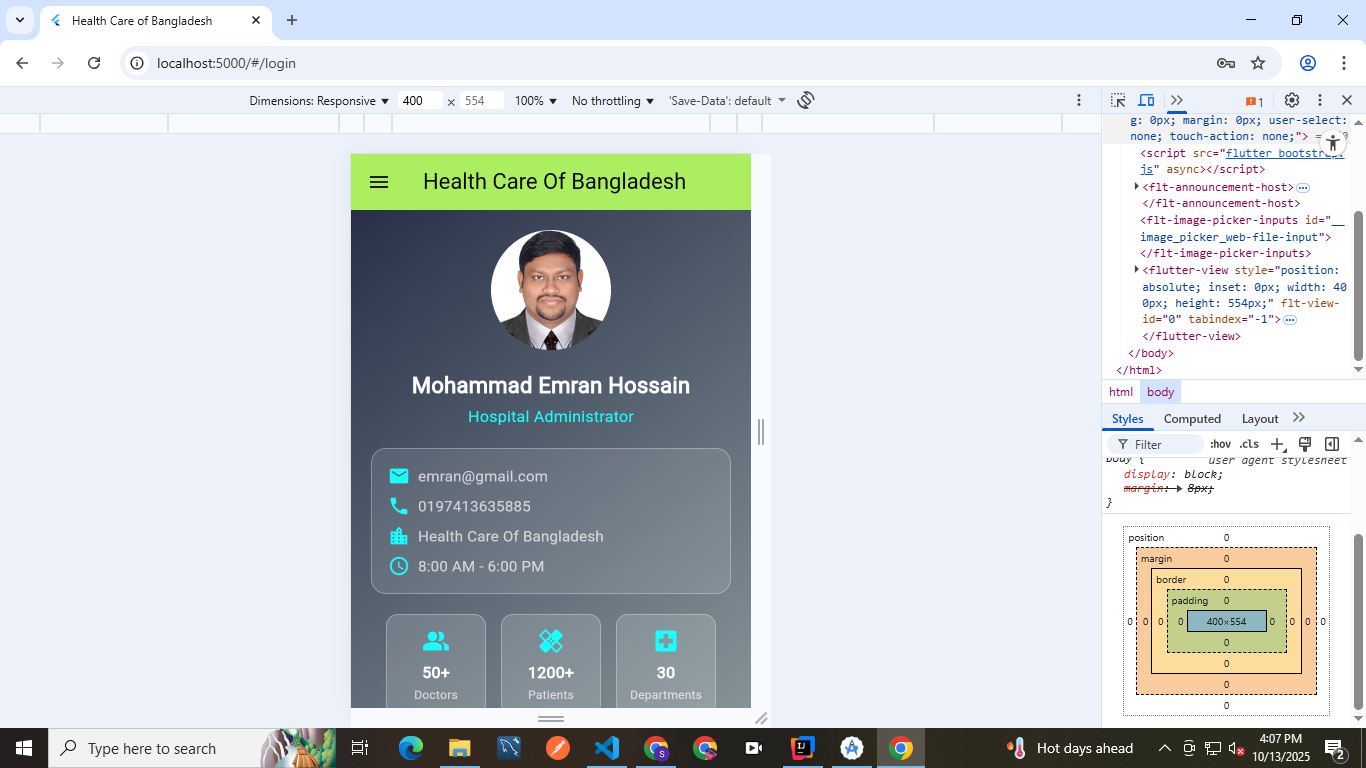 Health Care of Bangladesh
localhost:5000/#/login
Dimensions: Responsive 400 × 554 100% No throttling 'Save-Data': default
1
g: 0px; margin: 0px; user-select:
none; touch-action: none;">
<script src="flutter_bootstrap.
js" async></script>
<flt-announcement-host>
</flt-announcement-host>
<flt-image-picker-inputs id="__
image_picker_web-file-input">
</flt-image-picker-inputs>
<flutter-view style="position:
absolute; inset: 0px; width: 40
0px; height: 554px;" flt-view-
id="0" tabindex="-1">
</flutter-view>
</body>
</html>
html body
Styles Computed Layout
Filter :hov .cls
body { user agent stylesheet
display: block;
margin: 8px;
}
position 0
margin 0
border 0
padding 0
0 0 0 0 400×554 0 0 0 0
0
0
0
0
Health Care Of Bangladesh
Mohammad Emran Hossain
Hospital Administrator
emran@gmail.com
0197413635885
Health Care Of Bangladesh
8:00 AM - 6:00 PM
50+ 1200+ 30
Doctors Patients Departments
Type here to search
Hot days ahead
4:07 PM
10/13/2025
2